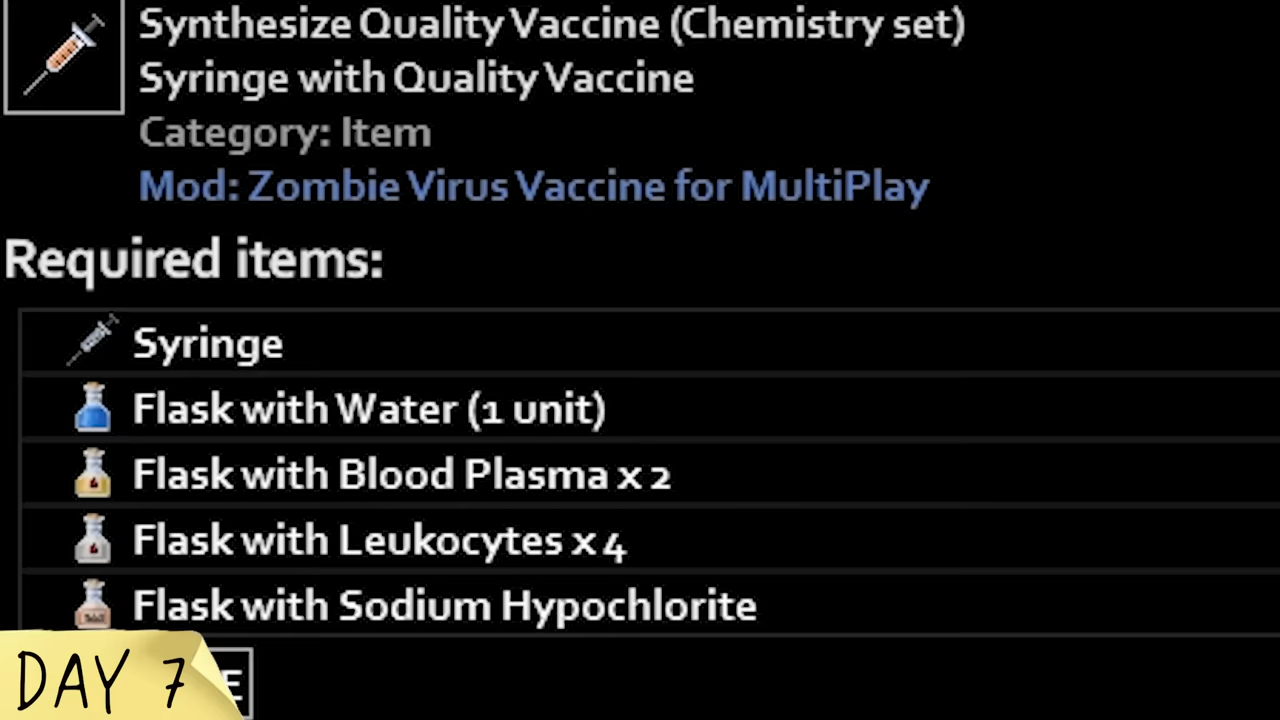 Synthesize Quality Vaccine (Chemistry set)
Syringe with Quality Vaccine
Category: Item
Mod: Zombie Virus Vaccine for MultiPlay
Required items:
Syringe
Flask with Water (1 unit)
Flask with Blood Plasma x 2
Flask with Leukocytes x 4
Flask with Sodium Hypochlorite
DAY 7